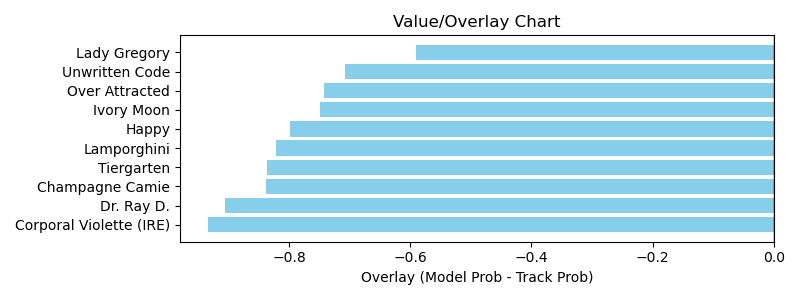 Value/Overlay Chart
Lady Gregory
Unwritten Code
Over Attracted
Ivory Moon
Happy
Lamporghini
Tiergarten
Champagne Camie
Dr. Ray D.
Corporal Violette (IRE)
−0.8 −0.6 −0.4 −0.2 0.0
Overlay (Model Prob - Track Prob)